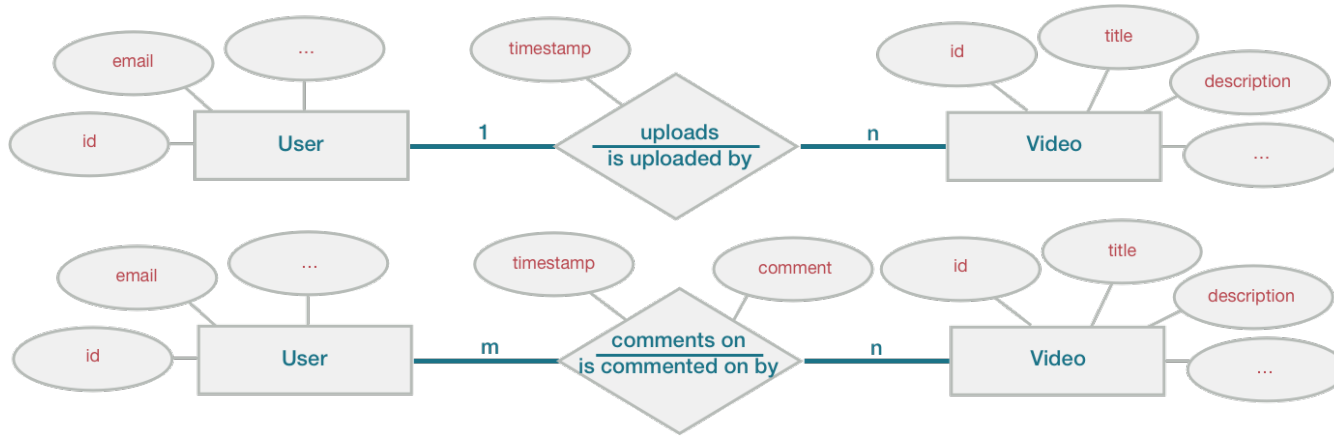 email
...
timestamp
id
title
description
id
User
1
uploads
is uploaded by
n
Video
...
email
...
timestamp
comment
id
title
description
id
User
m
comments on
is commented on by
n
Video
...